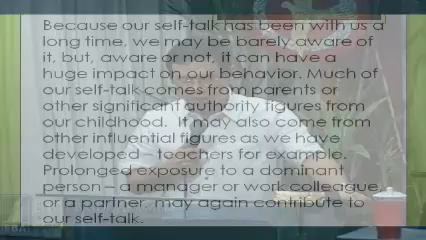 Because our self-talk has been with us a
long time, we may be barely aware of
it, but, aware or not, it can have a
huge impact on our behavior. Much of
our self-talk comes from parents or
other significant authority figures from
our childhood. It may also come from
other influential figures as we have
developed - teachers for example.
Prolonged exposure to a dominant
person – a manager or work colleague,
or a partner, may again contribute to
our self-talk.